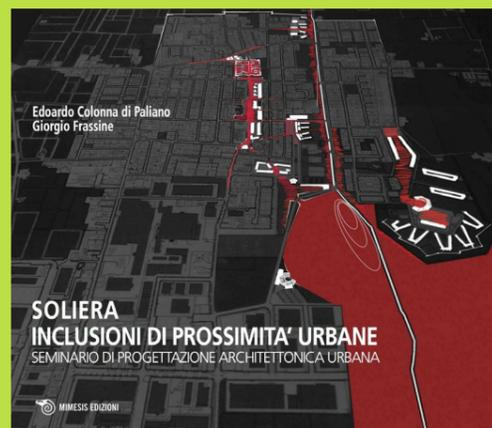 Edoardo Colonna di Paliano
Giorgio Frassine
SOLIERA
INCLUSIONI DI PROSSIMITA' URBANE
SEMINARIO DI PROGETTAZIONE ARCHITETTONICA URBANA
MIMESIS EDIZIONI